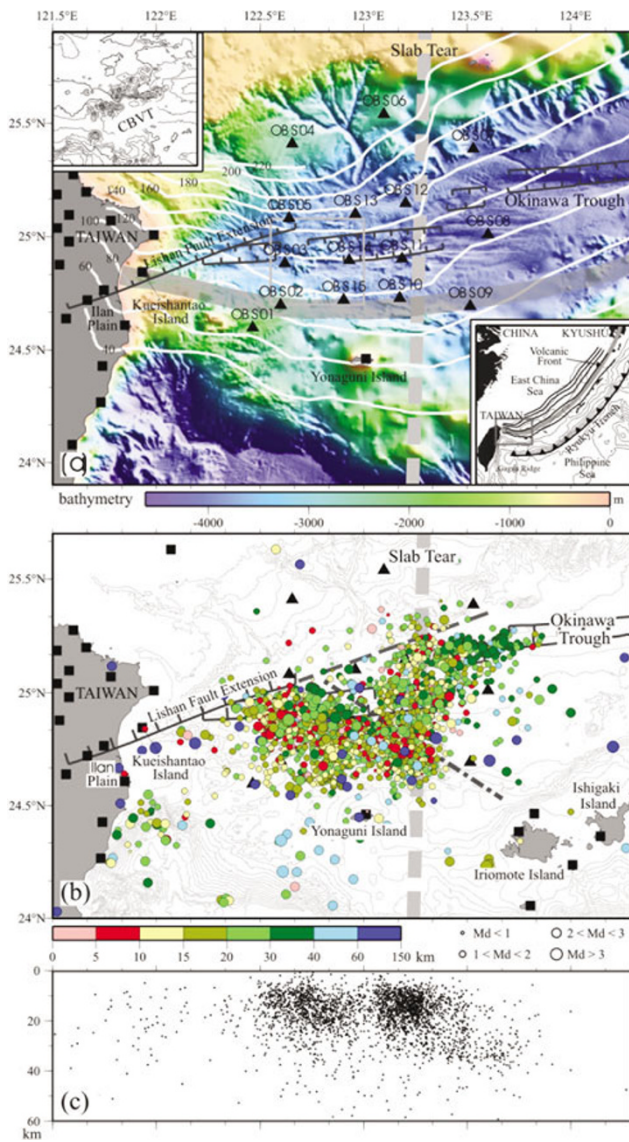 121.5 122 122.5 123 123.5 124
Slab Tear
CBVT
25.5°N
OBS06
OBS04
220
200
180
160
140
120
100
80
60
40
OBS12
OBS13
OBS05
Okinawa Trough
TAIWAN
Lishan Fault Extension
25°N
OBS08
OBS03
OBS14
OBS11
Ilan
Plain
Kueishantao
Island
OBS02
OBS15
OBS10
OBS09
OBS01
24.5°N
Yonaguni Island
24°N
CHINA KYUSHU
Volcanic
Front
East China
Sea
TAIWAN
Ryukyu Trench
Philippine
Sea
bathymetry
-4000 -3000 -2000 -1000 0
m
25.5°N
Slab Tear
Okinawa
Trough
Lishan Fault Extension
25°N
TAIWAN
Kueishantao
Island
Ilan
Plain
24.5°N
Yonaguni Island
Ishigaki
Island
Iriomote Island
(b)
24°N
0 5 10 15 20 30 40 60 150
km
Md < 1 2 < Md < 3
1 < Md < 2 Md > 3
0
20
40
60
km
(c)